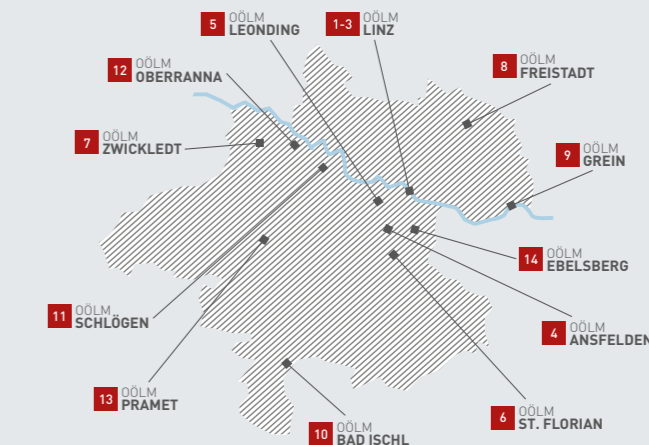 5 OÖLM
LEONDING
1-3 OÖLM
LINZ
12 OÖLM
OBERRANNA
8 OÖLM
FREISTADT
7 OÖLM
ZWICKLEDT
9 OÖLM
GREIN
14 OÖLM
EBELSBERG
11 OÖLM
SCHLÖGEN
4 OÖLM
ANSFELDEN
13 OÖLM
PRAMET
6 OÖLM
ST. FLORIAN
10 OÖLM
BAD ISCHL